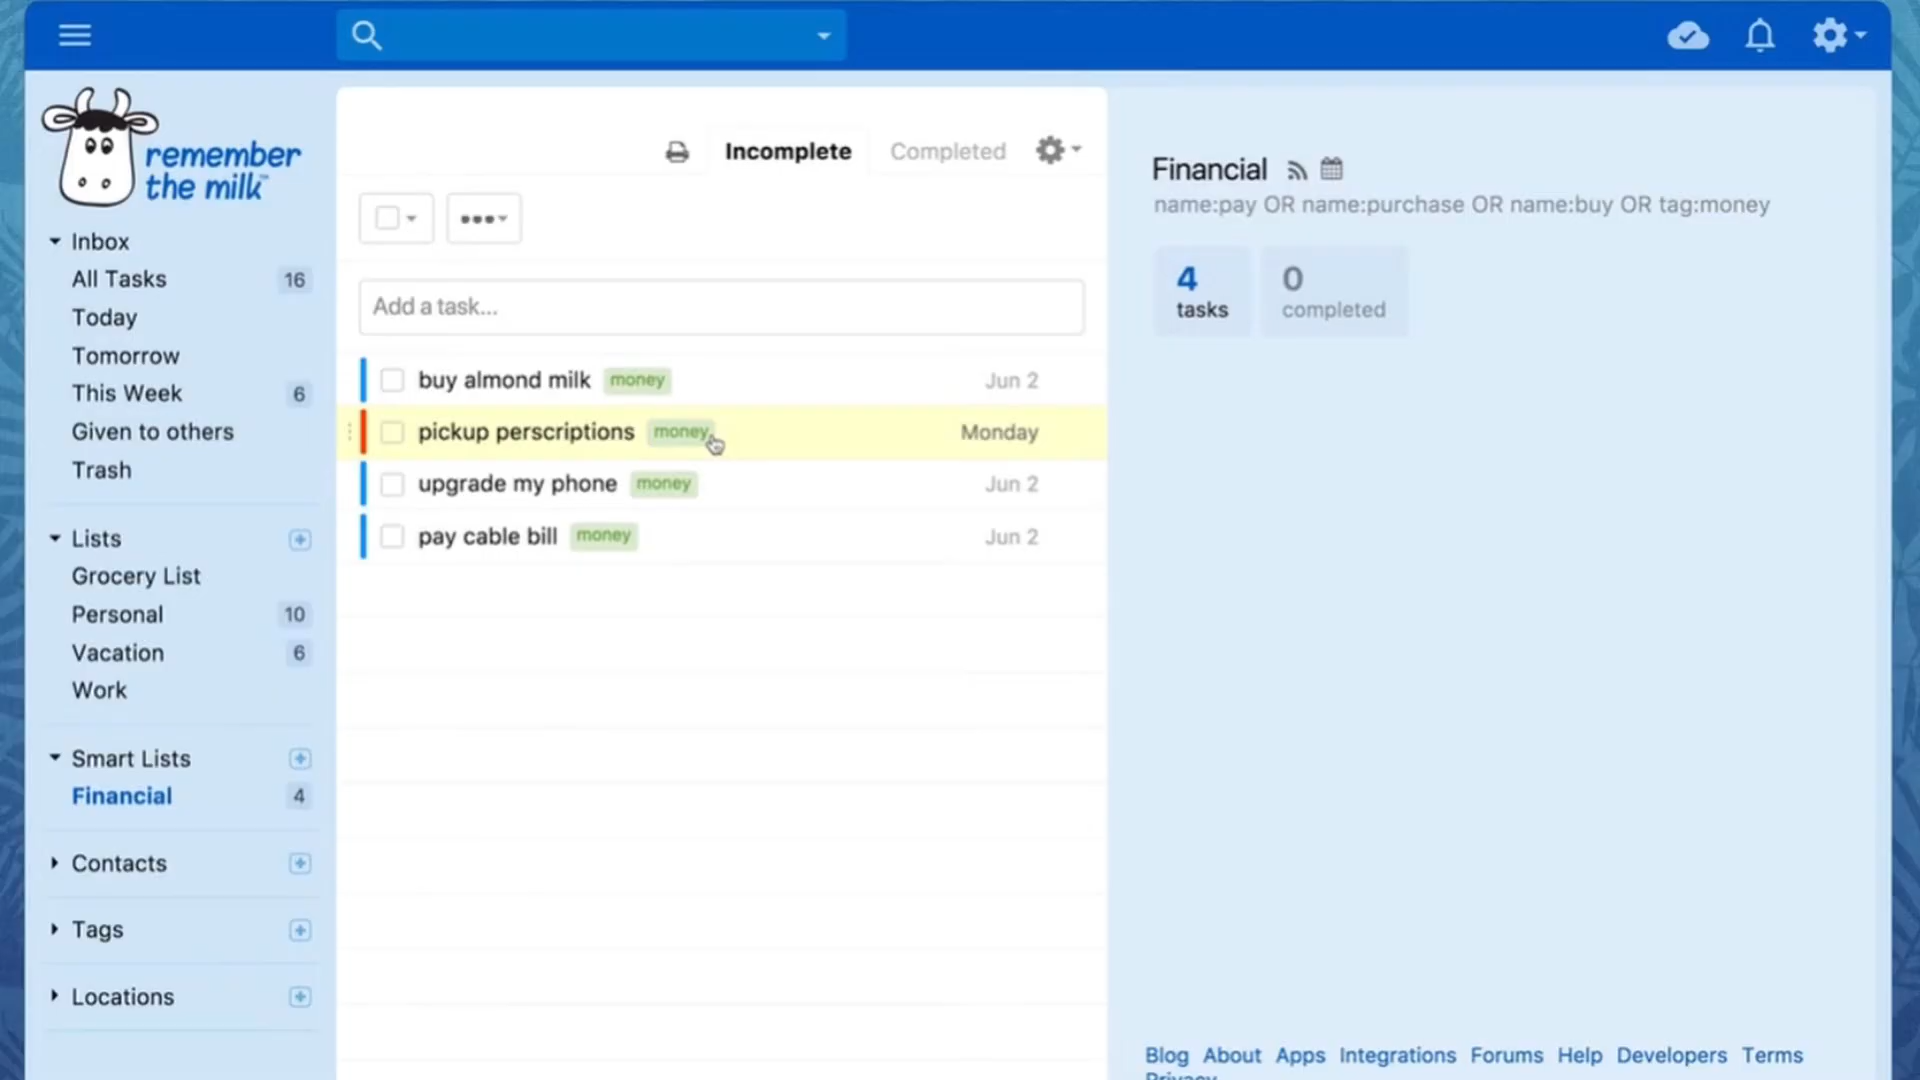 remember
the milk™
Inbox
All Tasks 16
Today
Tomorrow
This Week 6
Given to others
Trash
Lists
Grocery List
Personal 10
Vacation 6
Work
Smart Lists
Financial 4
Contacts
Tags
Locations
Incomplete Completed
Add a task...
buy almond milk money Jun 2
pickup perscriptions money Monday
upgrade my phone money Jun 2
pay cable bill money Jun 2
Financial
name:pay OR name:purchase OR name:buy OR tag:money
4 0
tasks completed
Blog About Apps Integrations Forums Help Developers Terms
Privacy